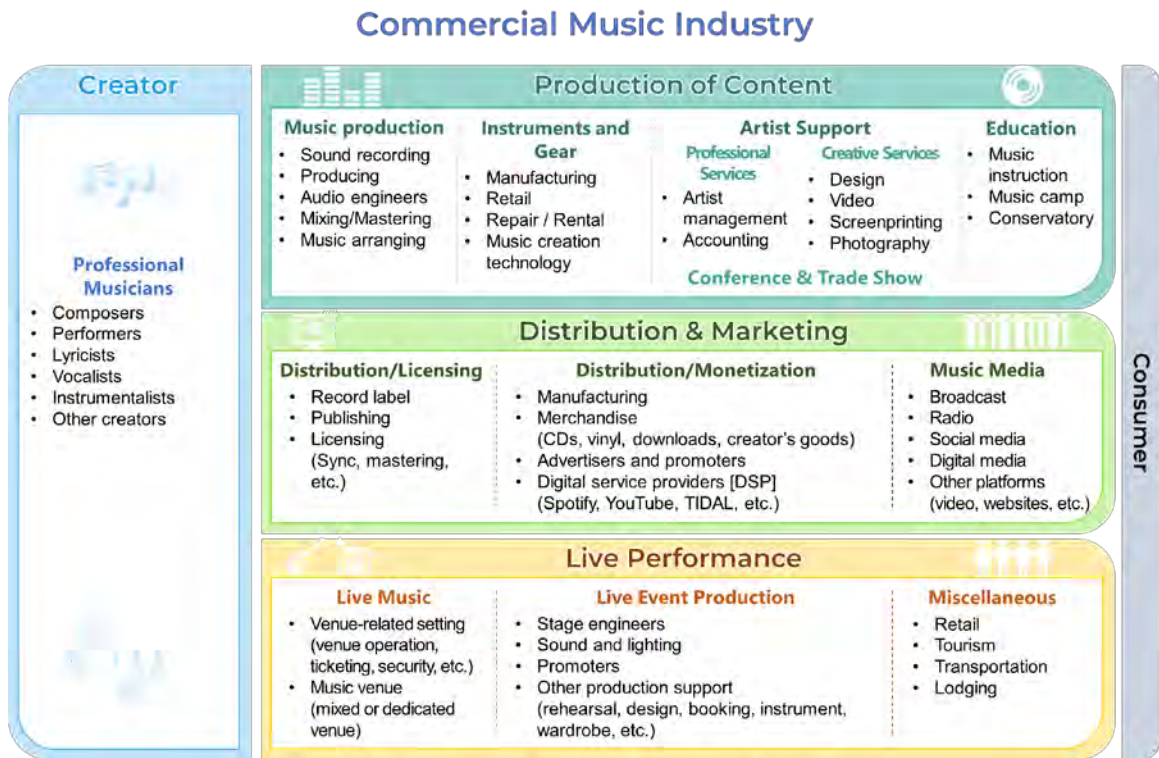 Commercial Music Industry
Creator
Professional
Musicians
• Composers
• Performers
• Lyricists
• Vocalists
• Instrumentalists
• Other creators
Production of Content
Music production
• Sound recording
• Producing
• Audio engineers
• Mixing/Mastering
• Music arranging
Instruments and
Gear
• Manufacturing
• Retail
• Repair / Rental
• Music creation
technology
Artist Support
Professional
Services
• Artist
management
• Accounting
Creative Services
• Design
• Video
• Screenprinting
• Photography
Conference & Trade Show
Education
• Music
instruction
• Music camp
• Conservatory
Distribution & Marketing
Distribution/Licensing
• Record label
• Publishing
• Licensing
(Sync, mastering,
etc.)
Distribution/Monetization
• Manufacturing
• Merchandise
(CDs, vinyl, downloads, creator's goods)
• Advertisers and promoters
• Digital service providers [DSP]
(Spotify, YouTube, TIDAL, etc.)
Music Media
• Broadcast
• Radio
• Social media
• Digital media
• Other platforms
(video, websites, etc.)
Live Performance
Live Music
• Venue-related setting
(venue operation,
ticketing, security, etc.)
• Music venue
(mixed or dedicated
venue)
Live Event Production
• Stage engineers
• Sound and lighting
• Promoters
• Other production support
(rehearsal, design, booking, instrument,
wardrobe, etc.)
Miscellaneous
• Retail
• Tourism
• Transportation
• Lodging
Consumer